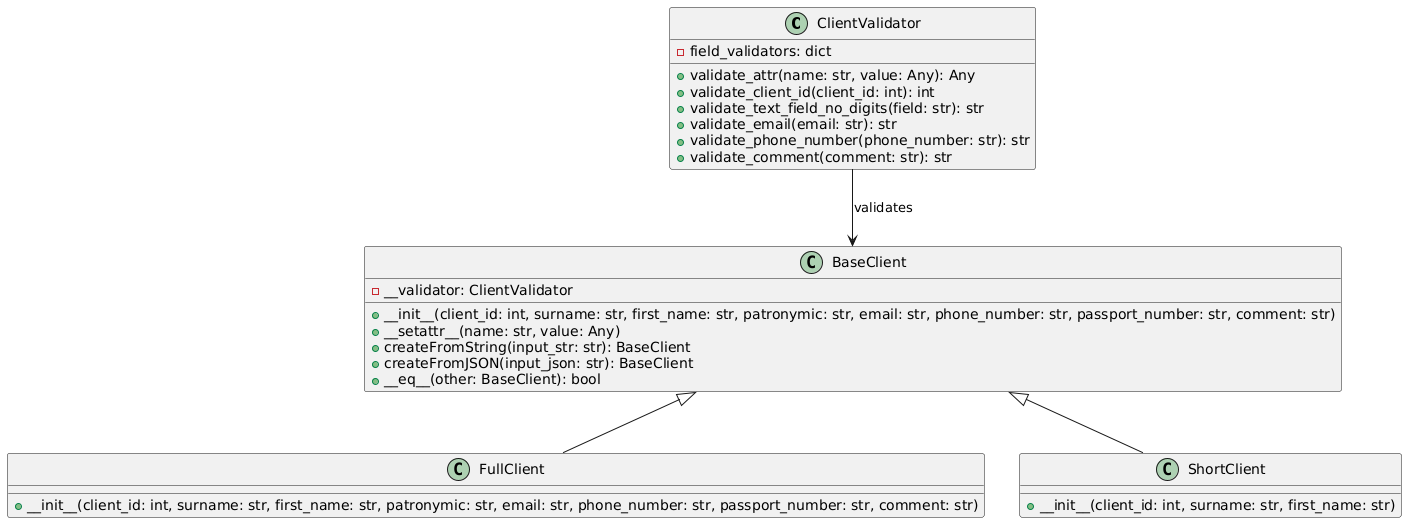 C ClientValidator
field_validators: dict
validate_attr(name: str, value: Any): Any
validate_client_id(client_id: int): int
validate_text_field_no_digits(field: str): str
validate_email(email: str): str
validate_phone_number(phone_number: str): str
validate_comment(comment: str): str
validates
C BaseClient
__validator: ClientValidator
__init__(client_id: int, surname: str, first_name: str, patronymic: str, email: str, phone_number: str, passport_number: str, comment: str)
__setattr__(name: str, value: Any)
createFromString(input_str: str): BaseClient
createFromJSON(input_json: str): BaseClient
__eq__(other: BaseClient): bool
C FullClient
__init__(client_id: int, surname: str, first_name: str, patronymic: str, email: str, phone_number: str, passport_number: str, comment: str)
C ShortClient
__init__(client_id: int, surname: str, first_name: str)